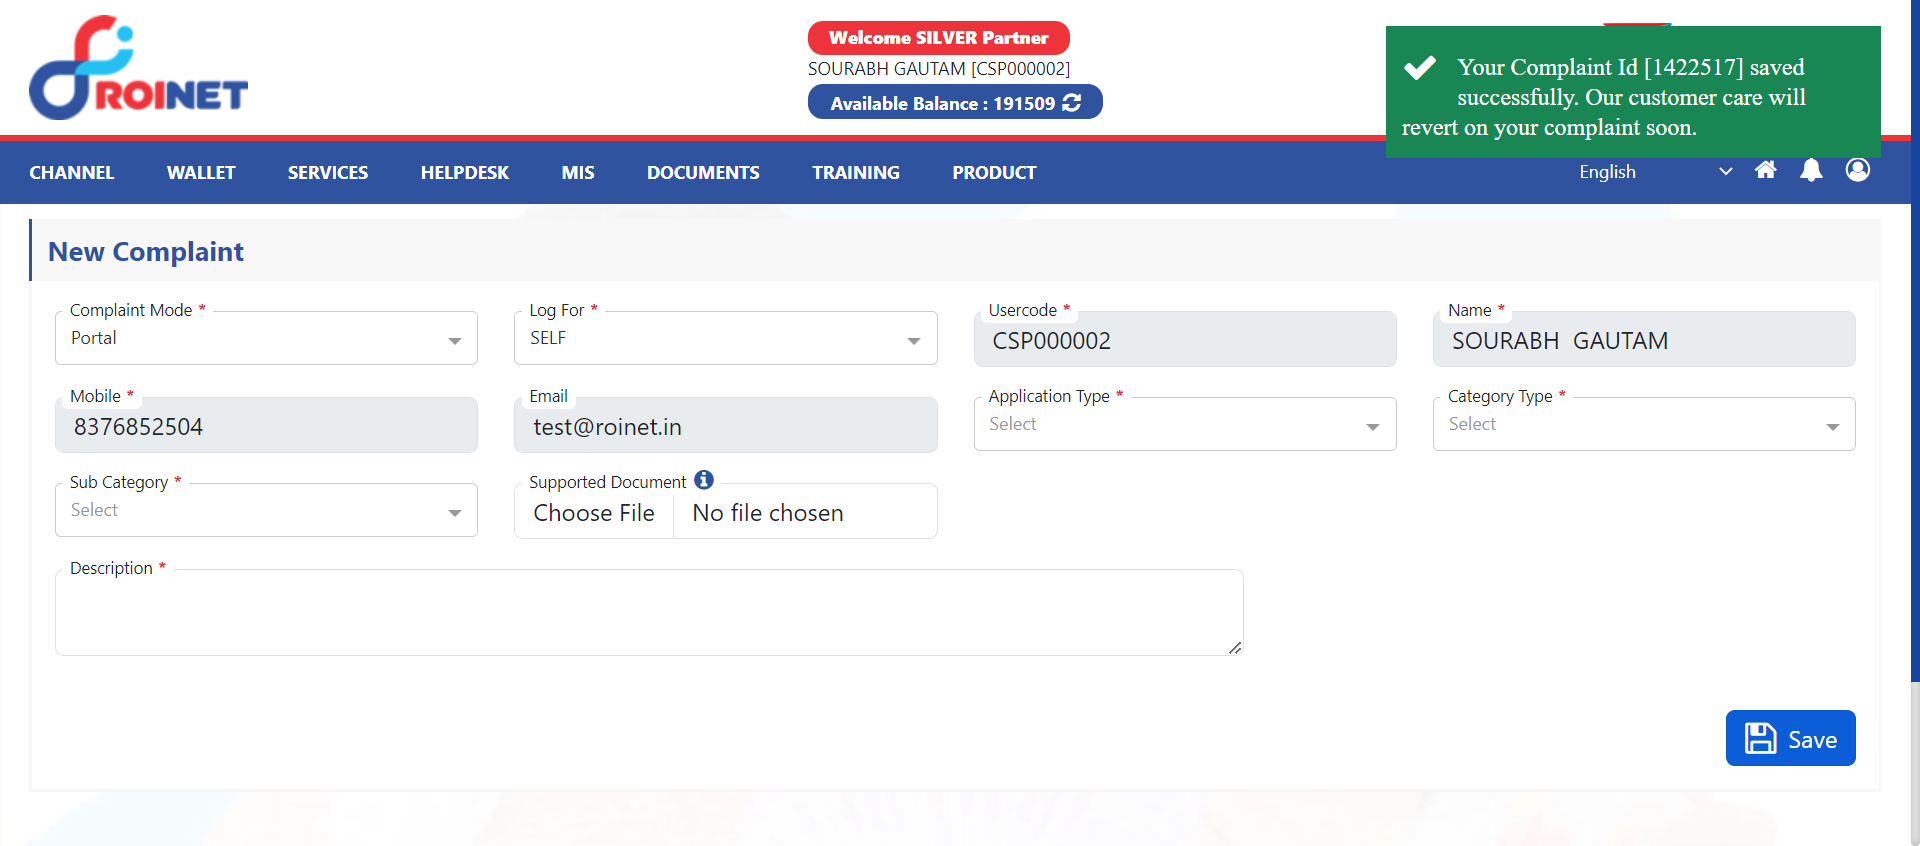 ROINET
Welcome SILVER Partner
SOURABH GAUTAM [CSP000002]
Available Balance : 191509
Your Complaint Id [1422517] saved
successfully. Our customer care will
revert on your complaint soon.
CHANNEL WALLET SERVICES HELPDESK MIS DOCUMENTS TRAINING PRODUCT English
New Complaint
Complaint Mode * Log For * Usercode * Name *
Portal SELF CSP000002 SOURABH GAUTAM
Mobile * Email Application Type * Category Type *
8376852504 test@roinet.in Select Select
Sub Category * Supported Document
Select Choose File No file chosen
Description *
Save